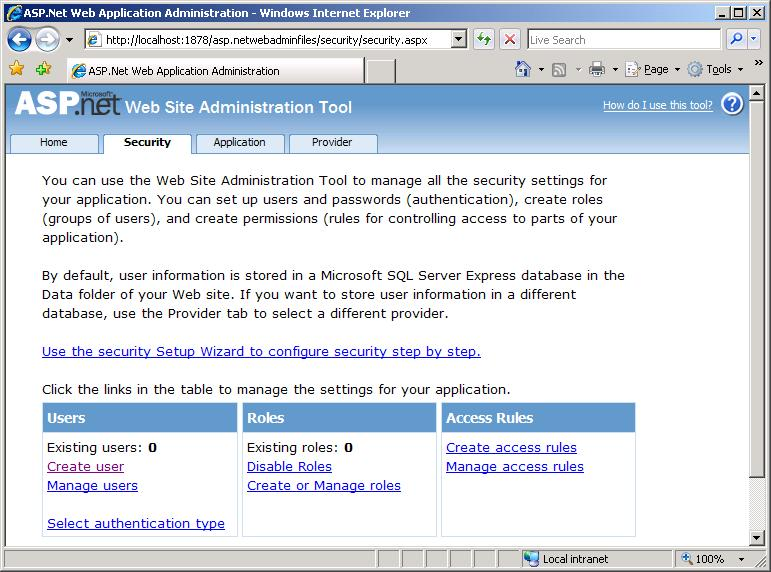 ASP.Net Web Application Administration - Windows Internet Explorer
http://localhost:1878/asp.netwebadminfiles/security/security.aspx
Live Search
ASP.Net Web Application Administration
Page
Tools
Microsoft
ASP.net Web Site Administration Tool
How do I use this tool? ?
Home Security Application Provider
You can use the Web Site Administration Tool to manage all the security settings for
your application. You can set up users and passwords (authentication), create roles
(groups of users), and create permissions (rules for controlling access to parts of your
application).
By default, user information is stored in a Microsoft SQL Server Express database in the
Data folder of your Web site. If you want to store user information in a different
database, use the Provider tab to select a different provider.
Use the security Setup Wizard to configure security step by step.
Click the links in the table to manage the settings for your application.
Users Roles Access Rules
Existing users: 0 Existing roles: 0 Create access rules
Create user Disable Roles Manage access rules
Manage users Create or Manage roles
Select authentication type
Local intranet
100%